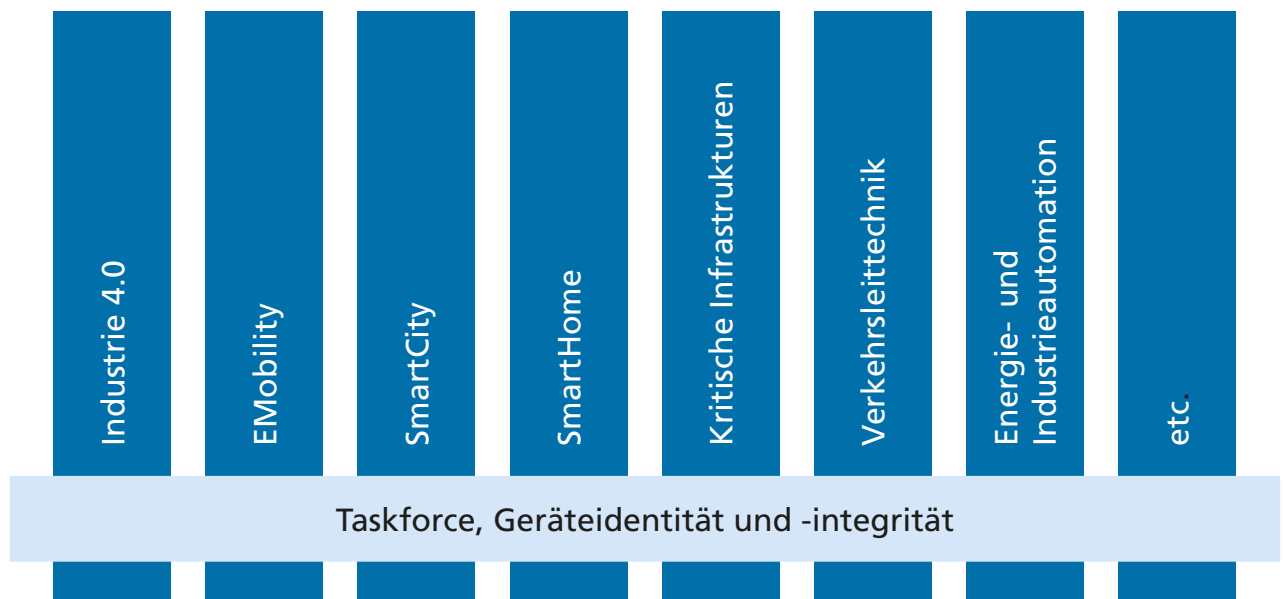 Industrie 4.0
EMobility
SmartCity
SmartHome
Kritische Infrastrukturen
Verkehrsleittechnik
Energie- und
Industrieautomation
etc.
Taskforce, Geräteidentität und -integrität